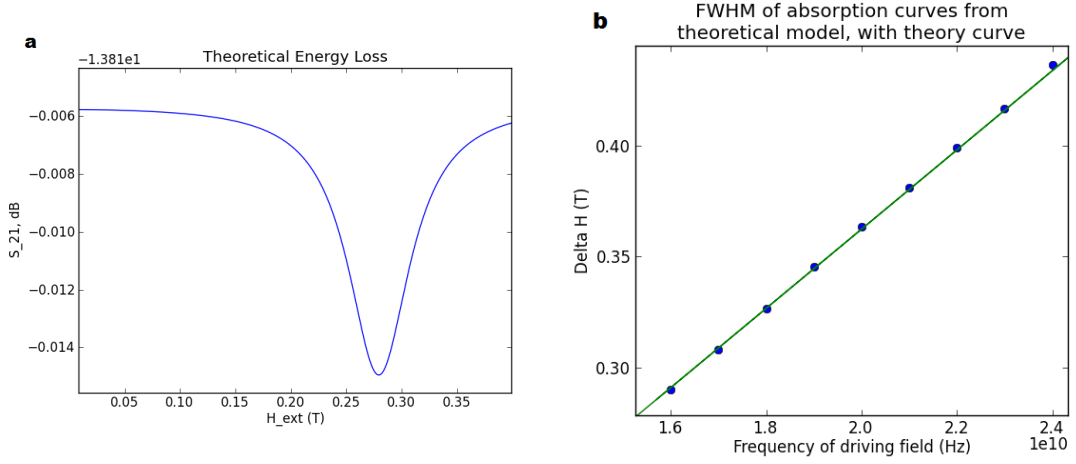 a
Theoretical Energy Loss
−1.381e1
−0.006
−0.008
−0.010
−0.012
−0.014
S_21, dB
0.05 0.10 0.15 0.20 0.25 0.30 0.35
H_ext (T)
b
FWHM of absorption curves from
theoretical model, with theory curve
0.40
0.35
0.30
Delta H (T)
1.6 1.8 2.0 2.2 2.4
1e10
Frequency of driving field (Hz)